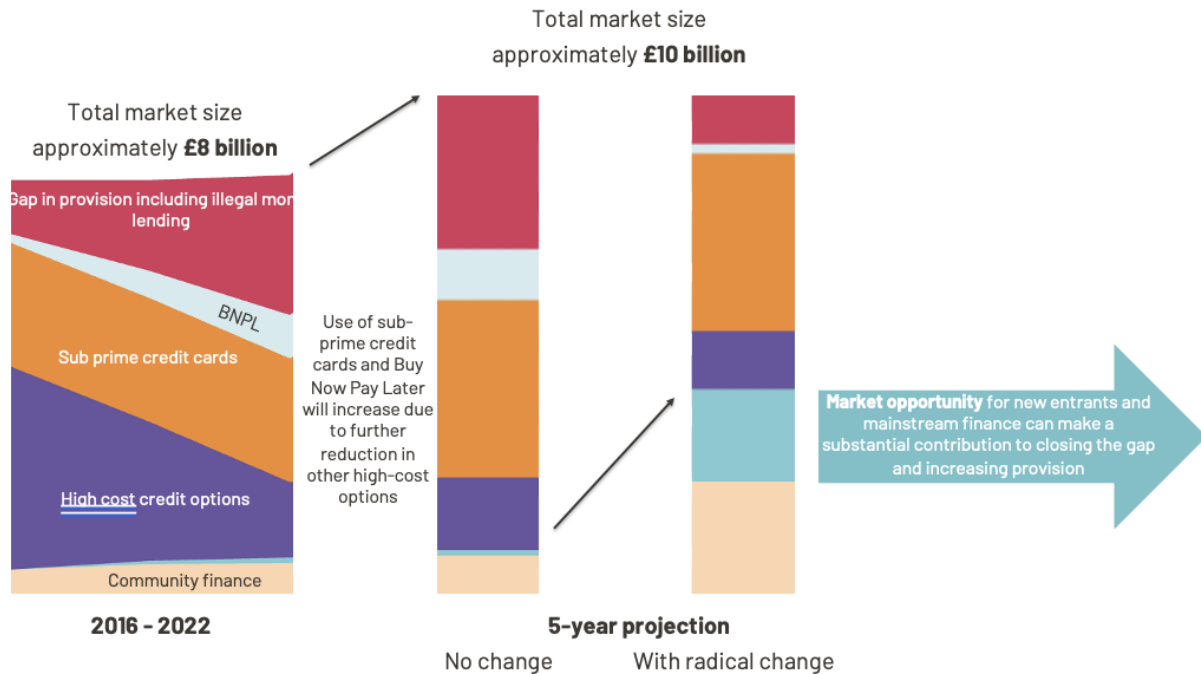 Total market size
approximately £10 billion
Total market size
approximately £8 billion
Gap in provision including illegal mon
lending
BNPL
Sub prime credit cards
High cost credit options
Community finance
Use of sub-
prime credit
cards and Buy
Now Pay Later
will increase due
to further
reduction in
other high-cost
options
Market opportunity for new entrants and
mainstream finance can make a
substantial contribution to closing the gap
and increasing provision
2016 - 2022
5-year projection
No change
With radical change